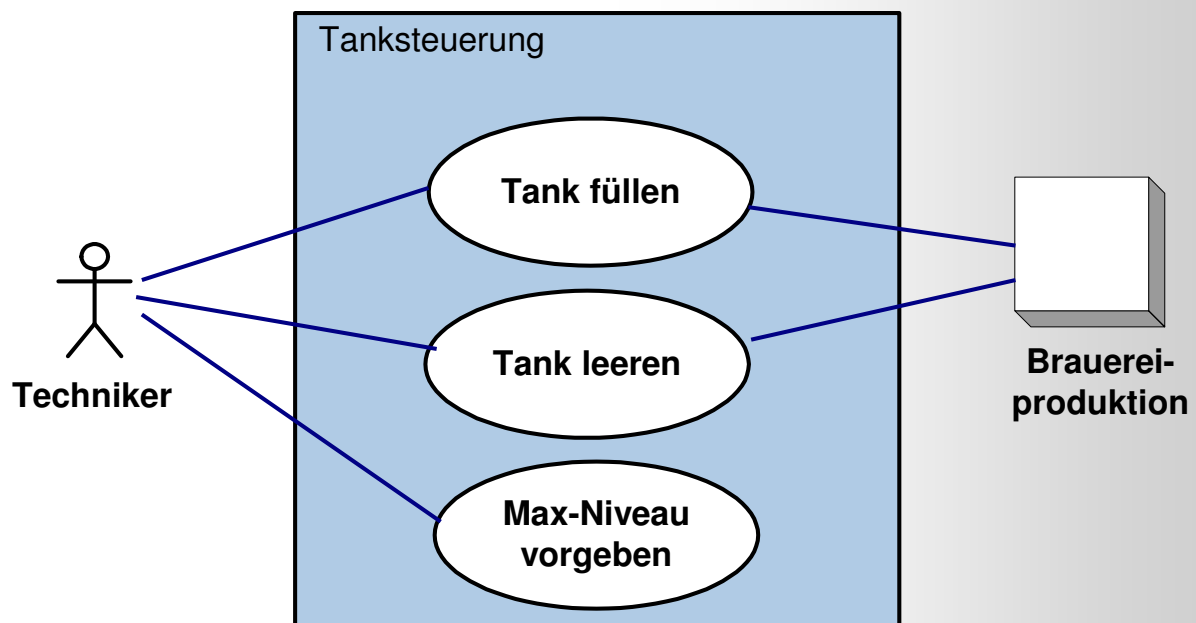 Tanksteuerung
Tank füllen
Tank leeren
Max-Niveau
vorgeben
Techniker
Brauerei-
produktion